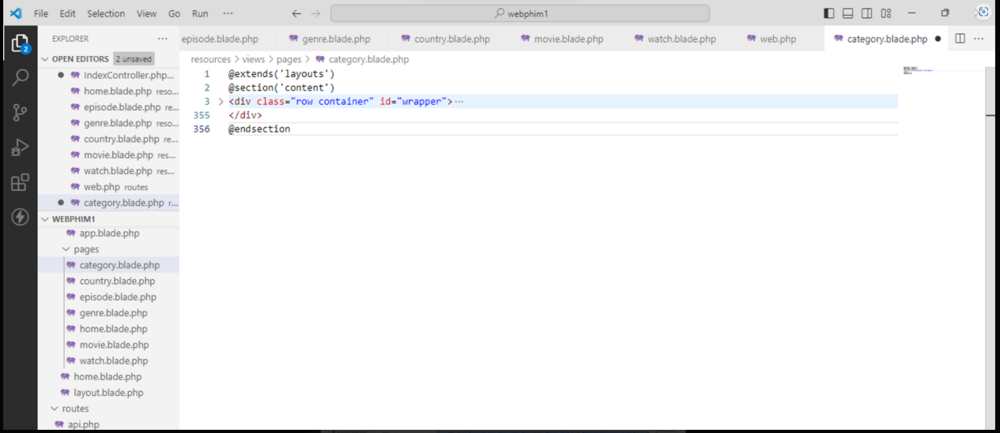 File Edit Selection View Go Run ··· webphim1
EXPLORER ···
episode.blade.php genre.blade.php country.blade.php movie.blade.php watch.blade.php web.php category.blade.php ● ···
OPEN EDITORS 2 unsaved
resources > views > pages > category.blade.php
2
● IndexController.php...
home.blade.php reso...
episode.blade.php re...
genre.blade.php reso...
country.blade.php re...
movie.blade.php res...
watch.blade.php res...
web.php routes
● category.blade.php r...
WEBPHIM1
app.blade.php
pages
category.blade.php
country.blade.php
episode.blade.php
genre.blade.php
home.blade.php
movie.blade.php
watch.blade.php
home.blade.php
layout.blade.php
routes
api.php
1 @extends('layouts')
2 @section('content')
3 > <div class="row container" id="wrapper">···
355 </div>
356 @endsection